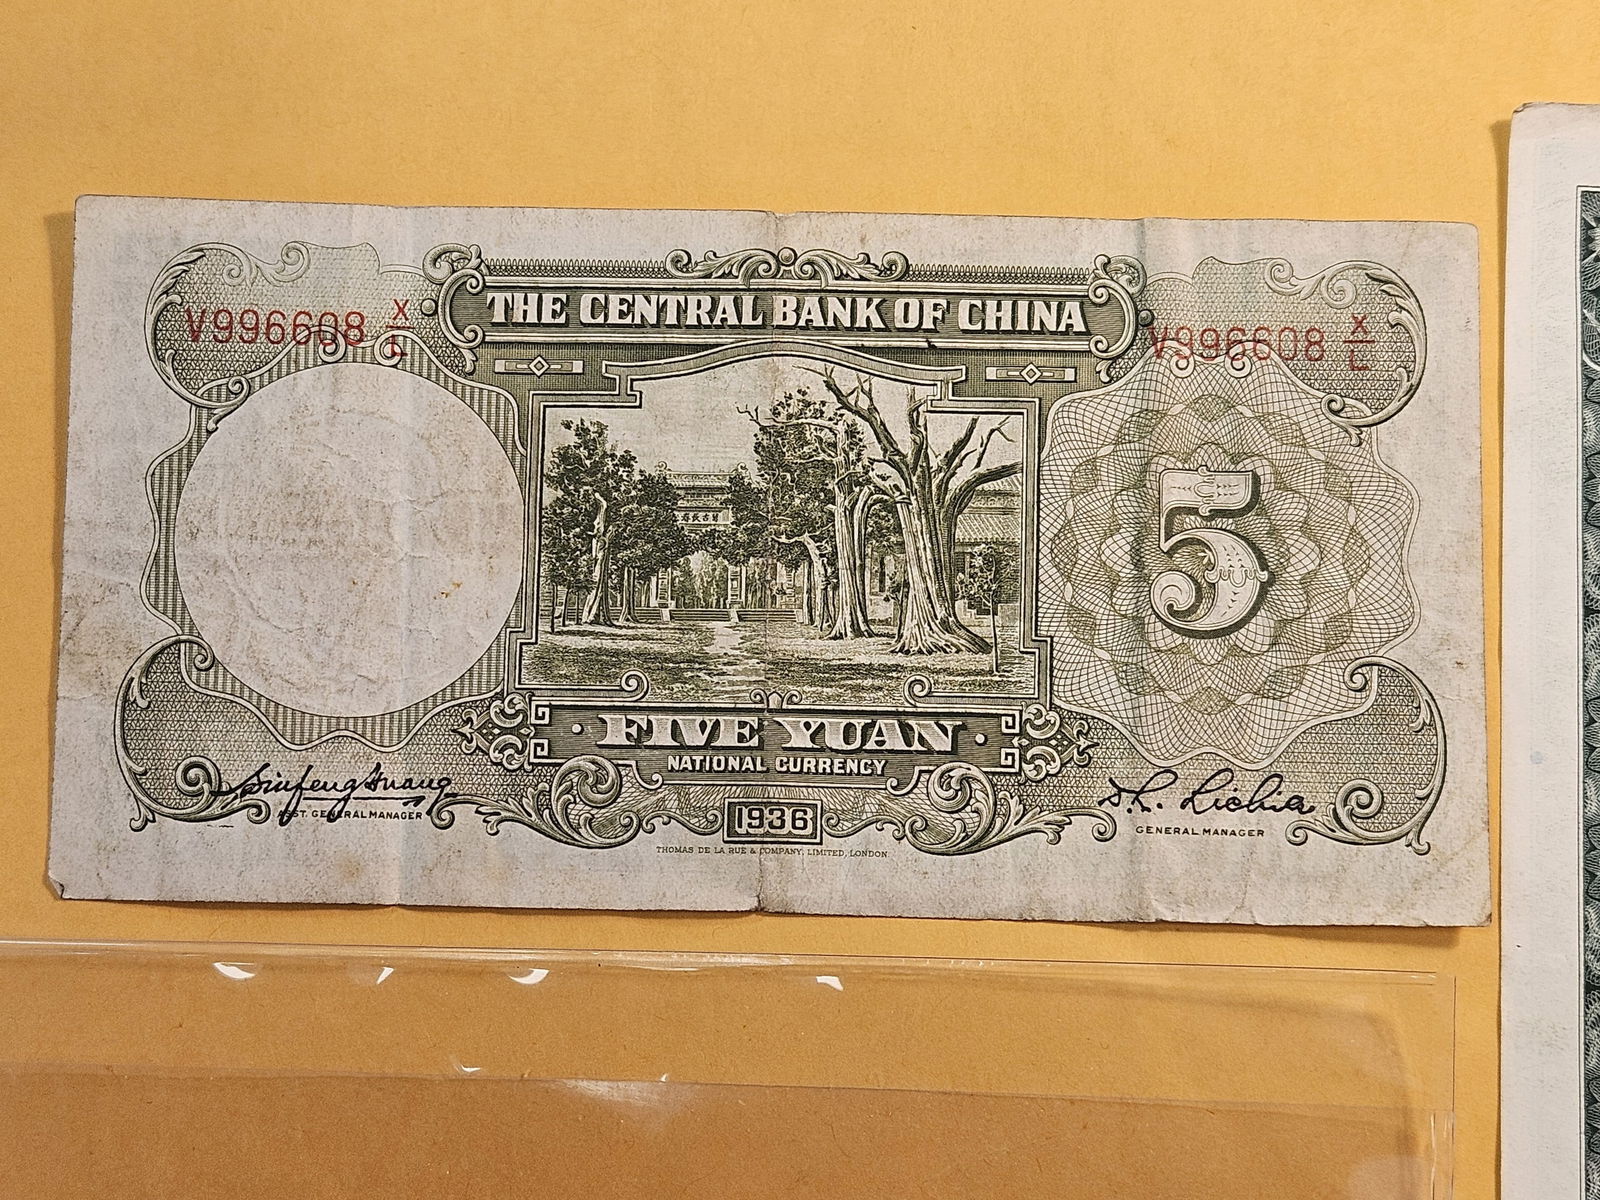 THE CENTRAL BANK OF CHINA
V996608 X/L
V996608 X/L
5
FIVE YUAN
NATIONAL CURRENCY
ASST. GENERAL MANAGER
GENERAL MANAGER
1936
THOMAS DE LA RUE & COMPANY, LIMITED, LONDON